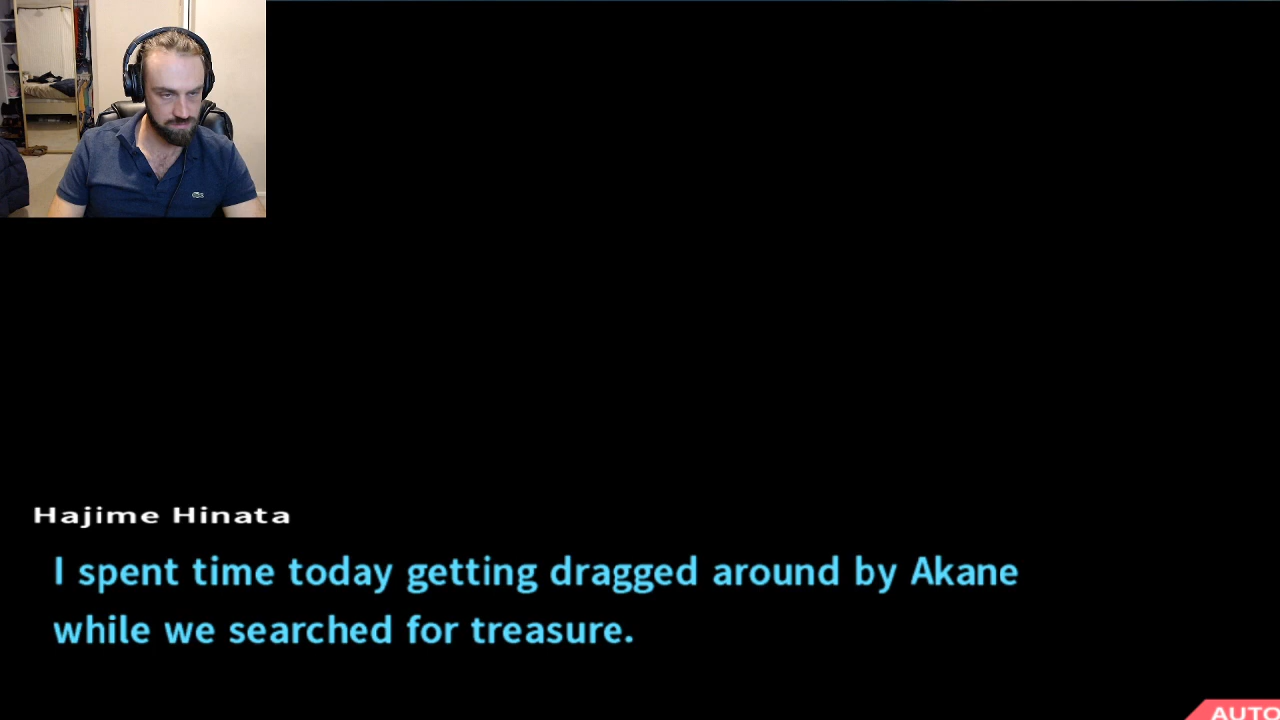 Hajime Hinata
I spent time today getting dragged around by Akane
while we searched for treasure.
AUTO